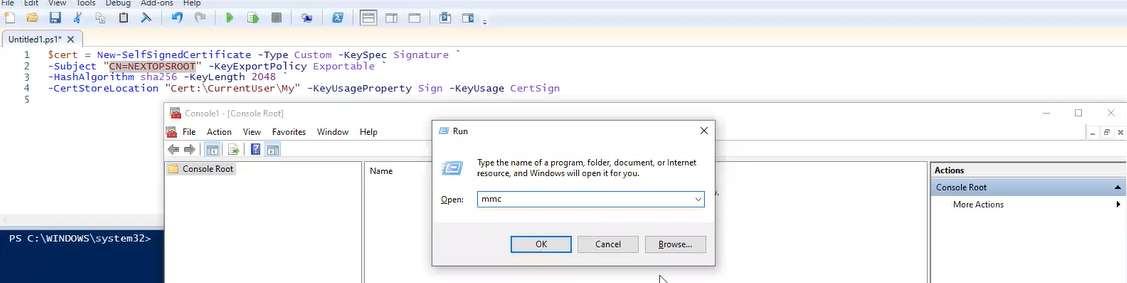 File Edit View Tools Debug Add-ons Help
Untitled1.ps1* X
1 $cert = New-SelfSignedCertificate -Type Custom -KeySpec Signature `
2 -Subject "CN=NEXTOPSROOT" -KeyExportPolicy Exportable `
3 -HashAlgorithm sha256 -KeyLength 2048 `
4 -CertStoreLocation "Cert:\CurrentUser\My" -KeyUsageProperty Sign -KeyUsage CertSign
5
Console1 - [Console Root]
File Action View Favorites Window Help
Console Root
Name
Actions
Console Root
More Actions
Run
Type the name of a program, folder, document, or Internet
resource, and Windows will open it for you.
Open: mmc
OK Cancel Browse...
PS C:\WINDOWS\system32>